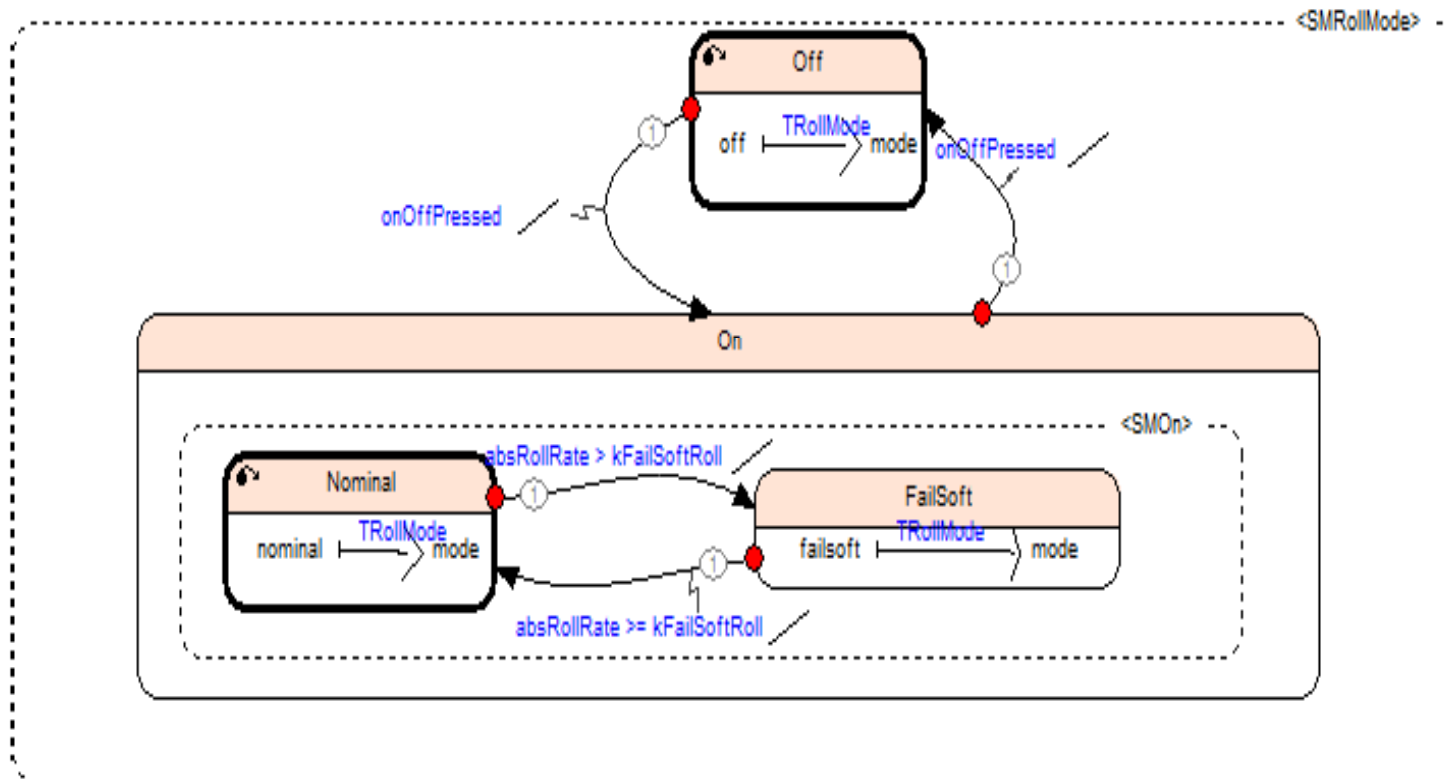 <SMRollMode>
Off
1
TRollMode
off mode
onOffPressed
onOffPressed
1
On
<SMOn>
absRollRate > kFailSoftRoll
Nominal
1
FailSoft
TRollMode
nominal mode
TRollMode
failsoft mode
1
absRollRate >= kFailSoftRoll